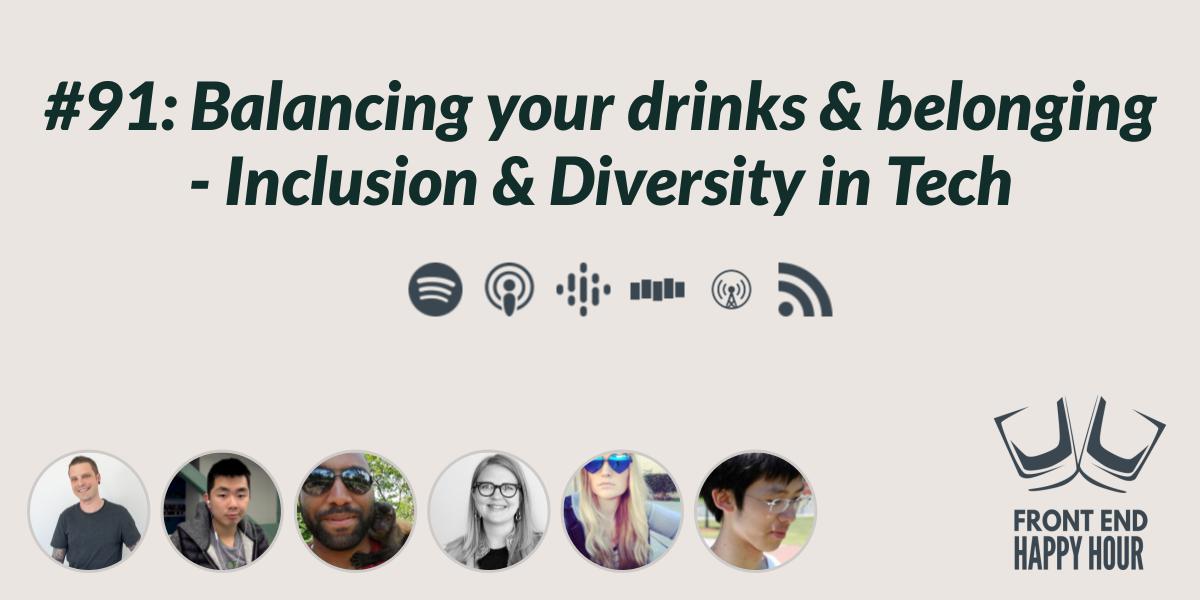 #91: Balancing your drinks & belonging
- Inclusion & Diversity in Tech
FRONT END
HAPPY HOUR